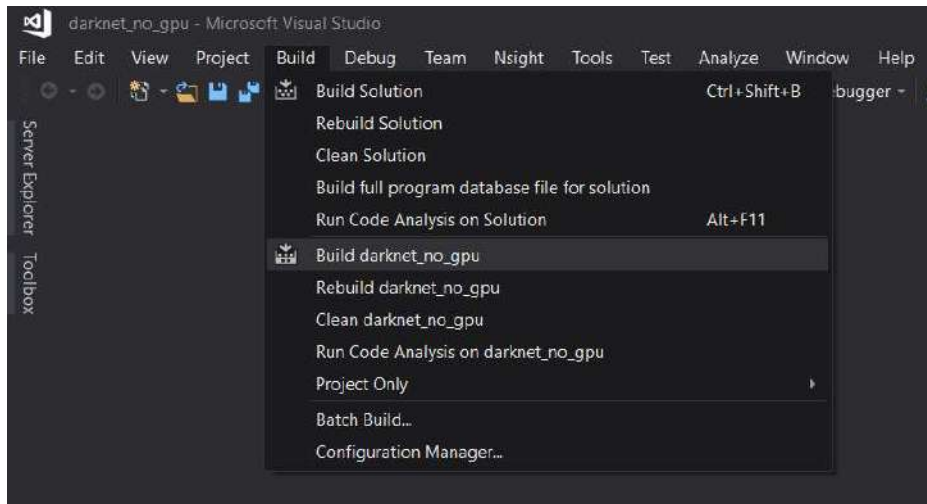 darknet_no_gpu - Microsoft Visual Studio
File Edit View Project Build Debug Team Nsight Tools Test Analyze Window Help
Build Solution Ctrl+Shift+B bugger
Rebuild Solution
Clean Solution
Build full program database file for solution
Run Code Analysis on Solution Alt+F11
Build darknet_no_gpu
Rebuild darknet_no_gpu
Clean darknet_no_gpu
Run Code Analysis on darknet_no_gpu
Project Only
Batch Build...
Configuration Manager...
Server Explorer
Toolbox